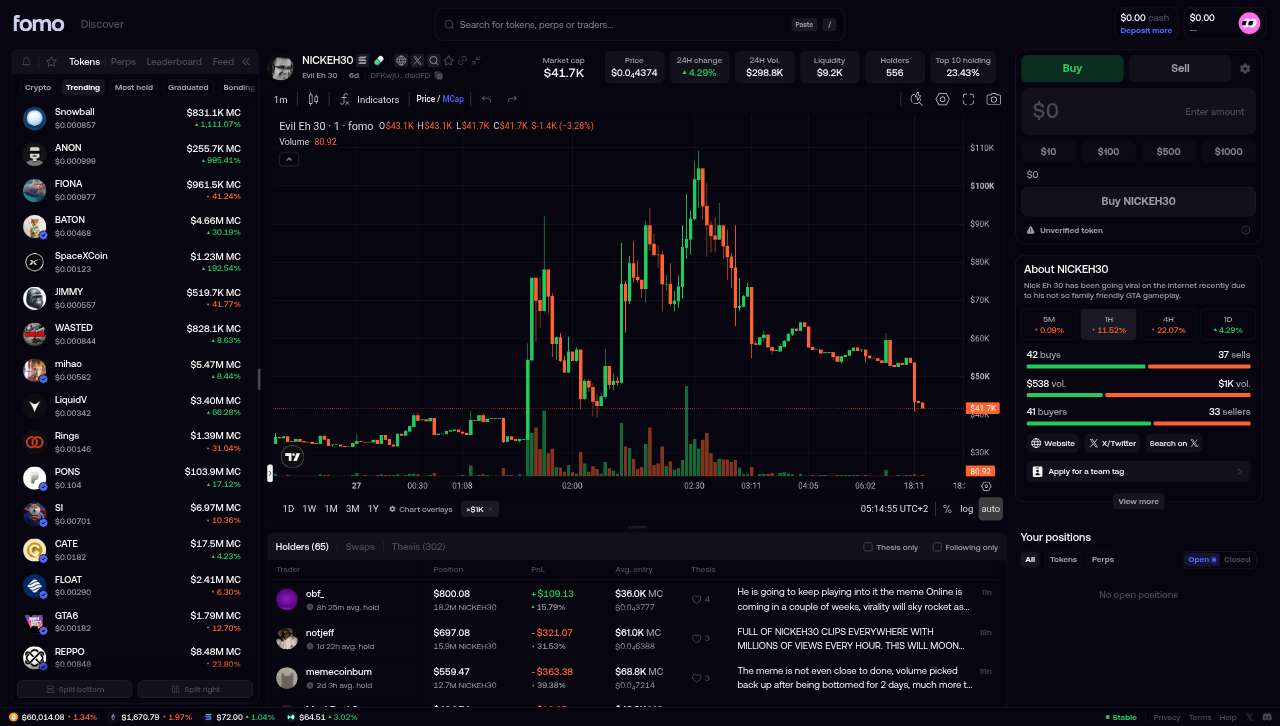 fomo Discover
Search for tokens, perps or traders... Paste /
$0.00 cash
Deposit more
$0.00
—
Tokens Perps Leaderboard Feed
Crypto Trending Most held Graduated Bonding
Snowball $831.1K MC
$0.000857 1,111.07%
ANON $255.7K MC
$0.000999 995.41%
FIONA $961.5K MC
$0.000977 41.24%
BATON $4.66M MC
$0.00468 30.19%
SpaceXCoin $1.23M MC
$0.00123 192.54%
JIMMY $519.7K MC
$0.000557 41.77%
WASTED $828.1K MC
$0.000844 8.63%
mihao $5.47M MC
$0.00582 8.44%
LiquidV $3.40M MC
$0.00342 66.28%
Rings $1.39M MC
$0.00146 31.04%
PONS $103.9M MC
$0.104 17.12%
SI $6.97M MC
$0.00701 10.36%
CATE $17.5M MC
$0.0182 4.23%
FLOAT $2.41M MC
$0.00290 6.30%
GTA6 $1.79M MC
$0.00182 12.70%
REPPO $8.48M MC
$0.00848 23.80%
Split bottom Split right
NICKEH30
Evil Eh 30 6d DFKwjU...dsidFD
Market cap
$41.7K
Price
$0.0₄4374
24H change
4.29%
24H Vol.
$298.8K
Liquidity
$9.2K
Holders
556
Top 10 holding
23.43%
1m Indicators Price / MCap
Evil Eh 30 · 1 · fomo O$43.1K H$43.1K L$41.7K C$41.7K $-1.4K (−3.28%)
Volume 80.92
$110K
$100K
$90K
$80K
$70K
$60K
$50K
$41.7K
$40K
$30K
80.92
27 00:30 01:08 02:00 02:30 03:11 04:05 06:02 18:11 18:
1D 1W 1M 3M 1Y Chart overlays >$1K 05:14:55 UTC+2 % log auto
Holders (65) Swaps Thesis (302) Thesis only Following only
Trader Position PnL Avg. entry Thesis
obf_ $800.08 +$109.13 $36.0K MC 4 He is going to keep playing into it the meme Online is 11h
8h 25m avg. hold 18.2M NICKEH30 15.79% $0.0₄3777 coming in a couple of weeks, virality will sky rocket as...
notjeff $697.08 -$321.07 $61.0K MC 3 FULL OF NICKEH30 CLIPS EVERYWHERE WITH
1d 22h avg. hold 15.9M NICKEH30 31.53% $0.0₄6388 MILLIONS OF VIEWS EVERY HOUR. THIS WILL MOON...
memecoinbum $559.47 -$363.38 $68.8K MC 3 The meme is not even close to done, volume picked
2d 3h avg. hold 12.7M NICKEH30 39.38% $0.0₄7214 back up after being bottomed for 2 days, much more t...
Buy Sell
$0 Enter amount
$10 $100 $500 $1000
$0
Buy NICKEH30
Unverified token
About NICKEH30
Nick Eh 30 has been going viral on the internet recently due
to his not so family friendly GTA gameplay.
5M 1H 4H 1D
0.09% 11.52% 22.07% 4.29%
42 buys 37 sells
$538 vol. $1K vol.
41 buyers 33 sellers
Website X/Twitter Search on X
Apply for a team tag
View more
Your positions
All Tokens Perps Open Closed
No open positions
$60,014.08 1.34% $1,670.79 1.97% $72.00 1.04% $64.51 3.02%
Stable Privacy Terms Help